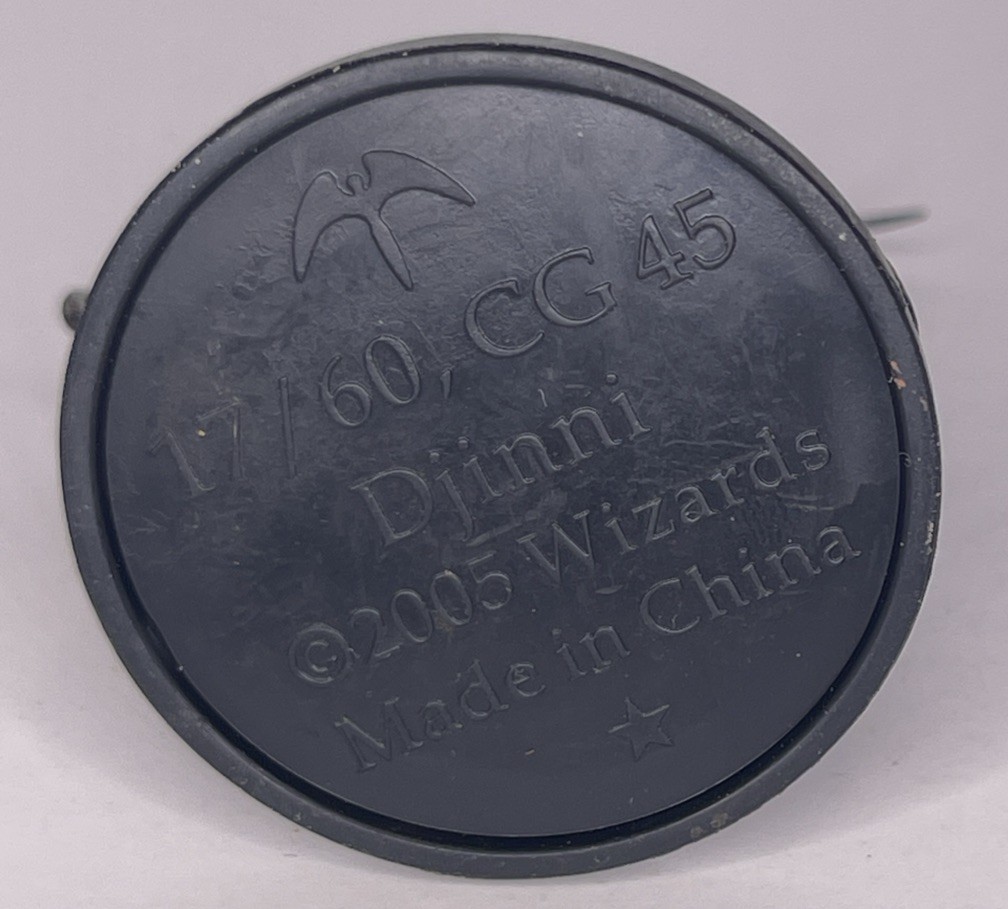 17/60, CG 45
Djinni
©2005 Wizards
Made in China